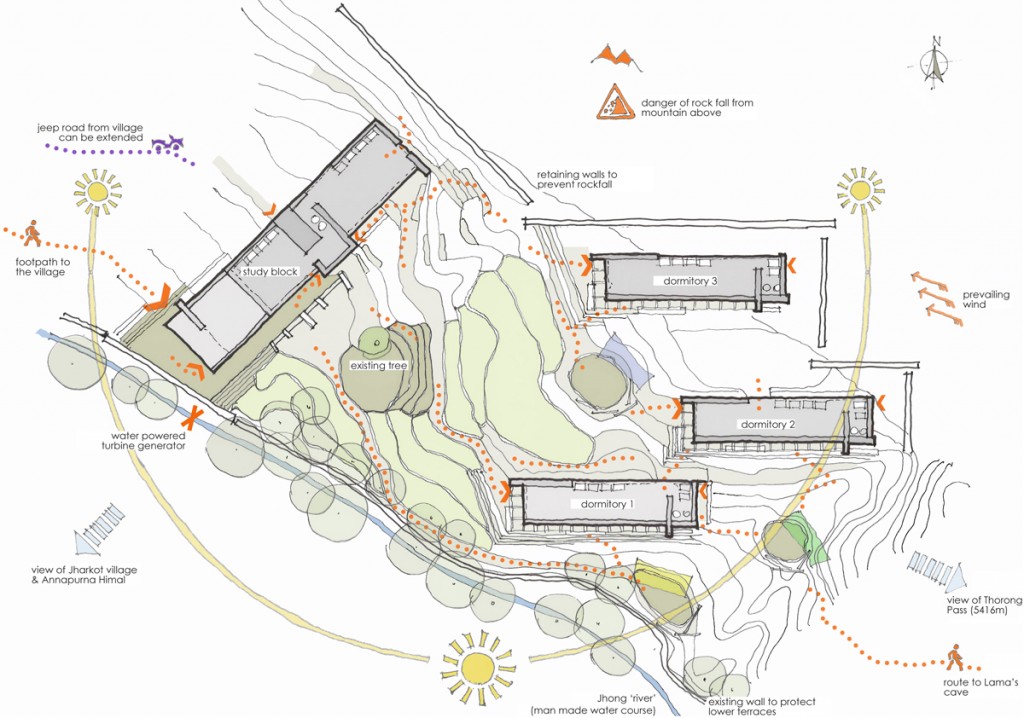 N
danger of rock fall from
mountain above
jeep road from village
can be extended
retaining walls to
prevent rockfall
footpath to
the village
study block
dormitory 3
prevailing
wind
existing tree
dormitory 2
water powered
turbine generator
dormitory 1
view of Jharkot village
& Annapurna Himal
view of Thorong
Pass (5416m)
route to Lama's
cave
Jhong 'river'
(man made water course)
existing wall to protect
lower terraces